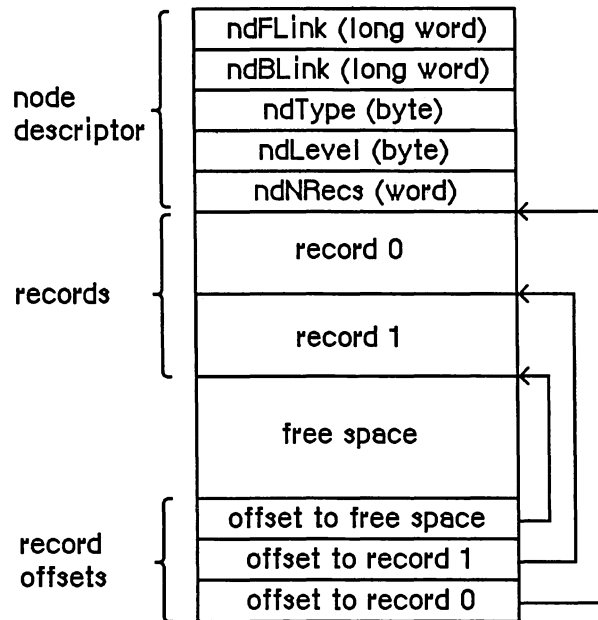 ndFLink (long word)
ndBLink (long word)
node
descriptor
ndType (byte)
ndLevel (byte)
ndNRecs (word)
records
record 0
record 1
free space
record
offsets
offset to free space
offset to record 1
offset to record 0